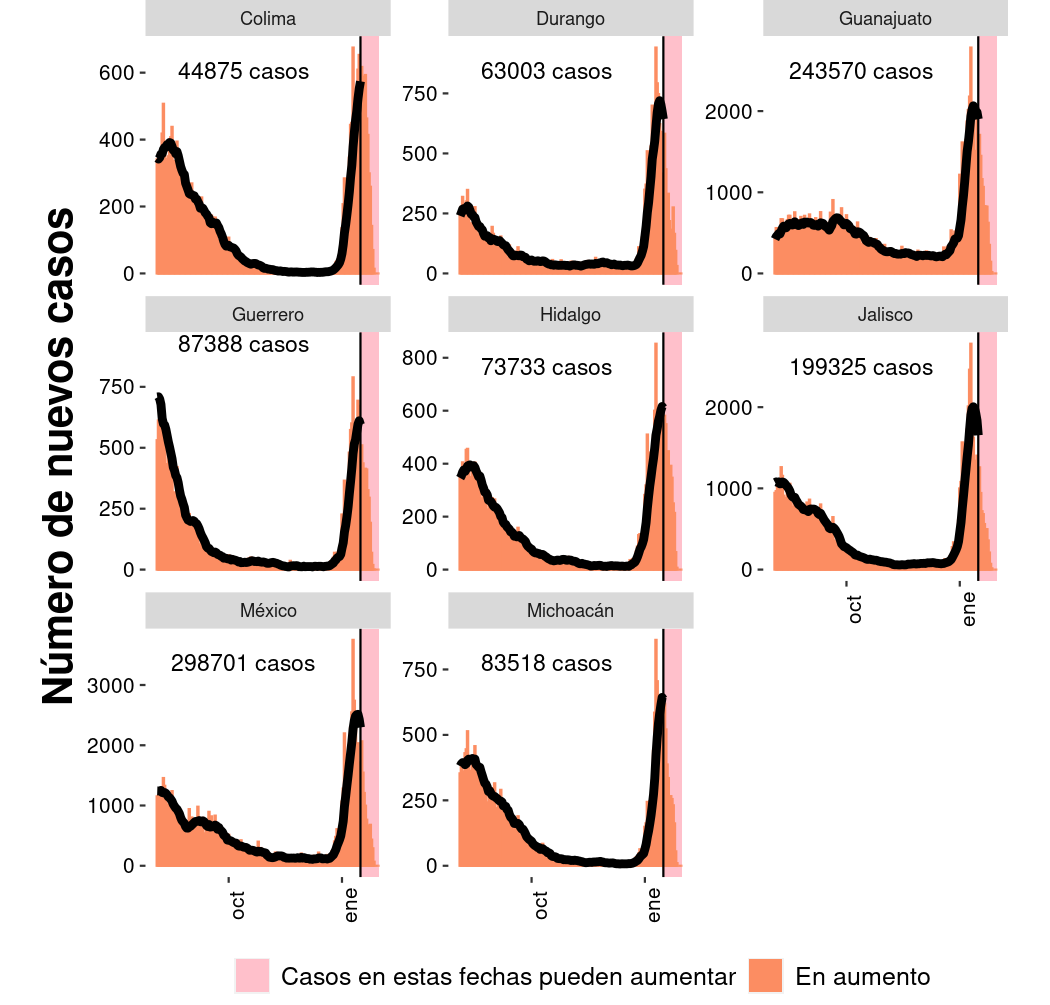 Colima
Durango
Guanajuato
44875 casos
63003 casos
243570 casos
600
400
200
0
750
500
250
0
2000
1000
0
Guerrero
Hidalgo
Jalisco
87388 casos
73733 casos
199325 casos
750
500
250
0
800
600
400
200
0
2000
1000
0
oct
ene
México
Michoacán
298701 casos
83518 casos
3000
2000
1000
0
750
500
250
0
oct
ene
oct
ene
Número de nuevos casos
Casos en estas fechas pueden aumentar
En aumento